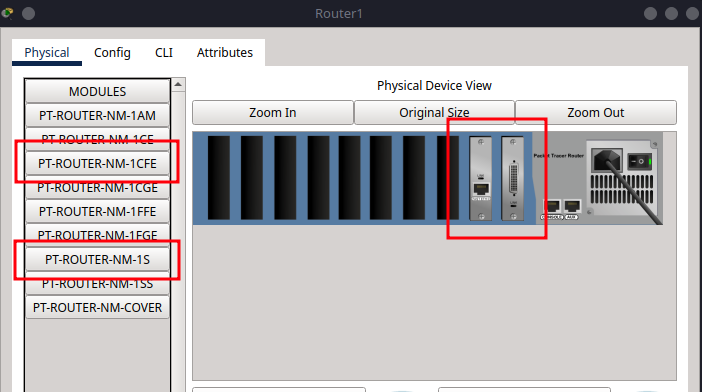 Router1
Physical Config CLI Attributes
MODULES
PT-ROUTER-NM-1AM
PT-ROUTER-NM-1CE
PT-ROUTER-NM-1CFE
PT-ROUTER-NM-1CGE
PT-ROUTER-NM-1FFE
PT-ROUTER-NM-1FGE
PT-ROUTER-NM-1S
PT-ROUTER-NM-1SS
PT-ROUTER-NM-COVER
Physical Device View
Zoom In Original Size Zoom Out
Packet Tracer Router
CONSOLE AUX